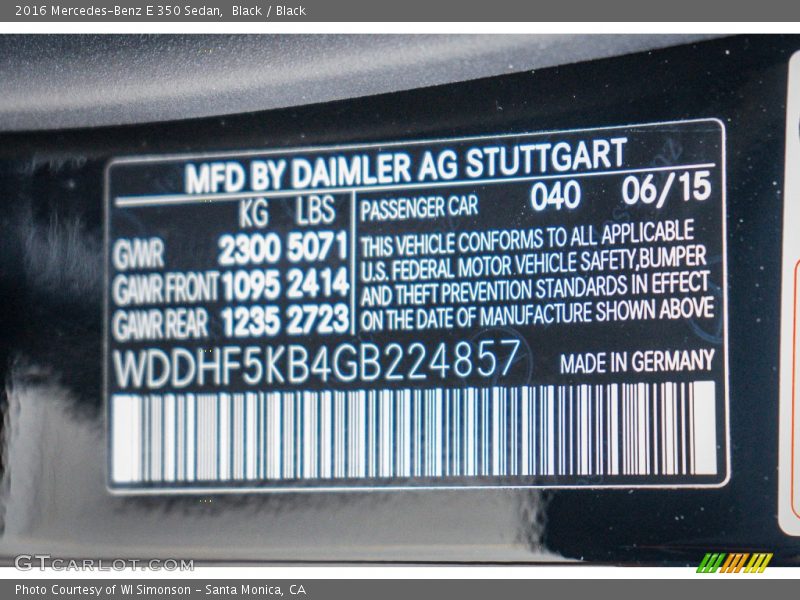 2016 Mercedes-Benz E 350 Sedan, Black / Black
MFD BY DAIMLER AG STUTTGART
KG LBS
GWR 2300 5071
GAWR FRONT 1095 2414
GAWR REAR 1235 2723
PASSENGER CAR 040 06/15
THIS VEHICLE CONFORMS TO ALL APPLICABLE
U.S. FEDERAL MOTOR VEHICLE SAFETY,BUMPER
AND THEFT PREVENTION STANDARDS IN EFFECT
ON THE DATE OF MANUFACTURE SHOWN ABOVE
WDDHF5KB4GB224857 MADE IN GERMANY
GTCARLOT.COM
Photo Courtesy of WI Simonson - Santa Monica, CA